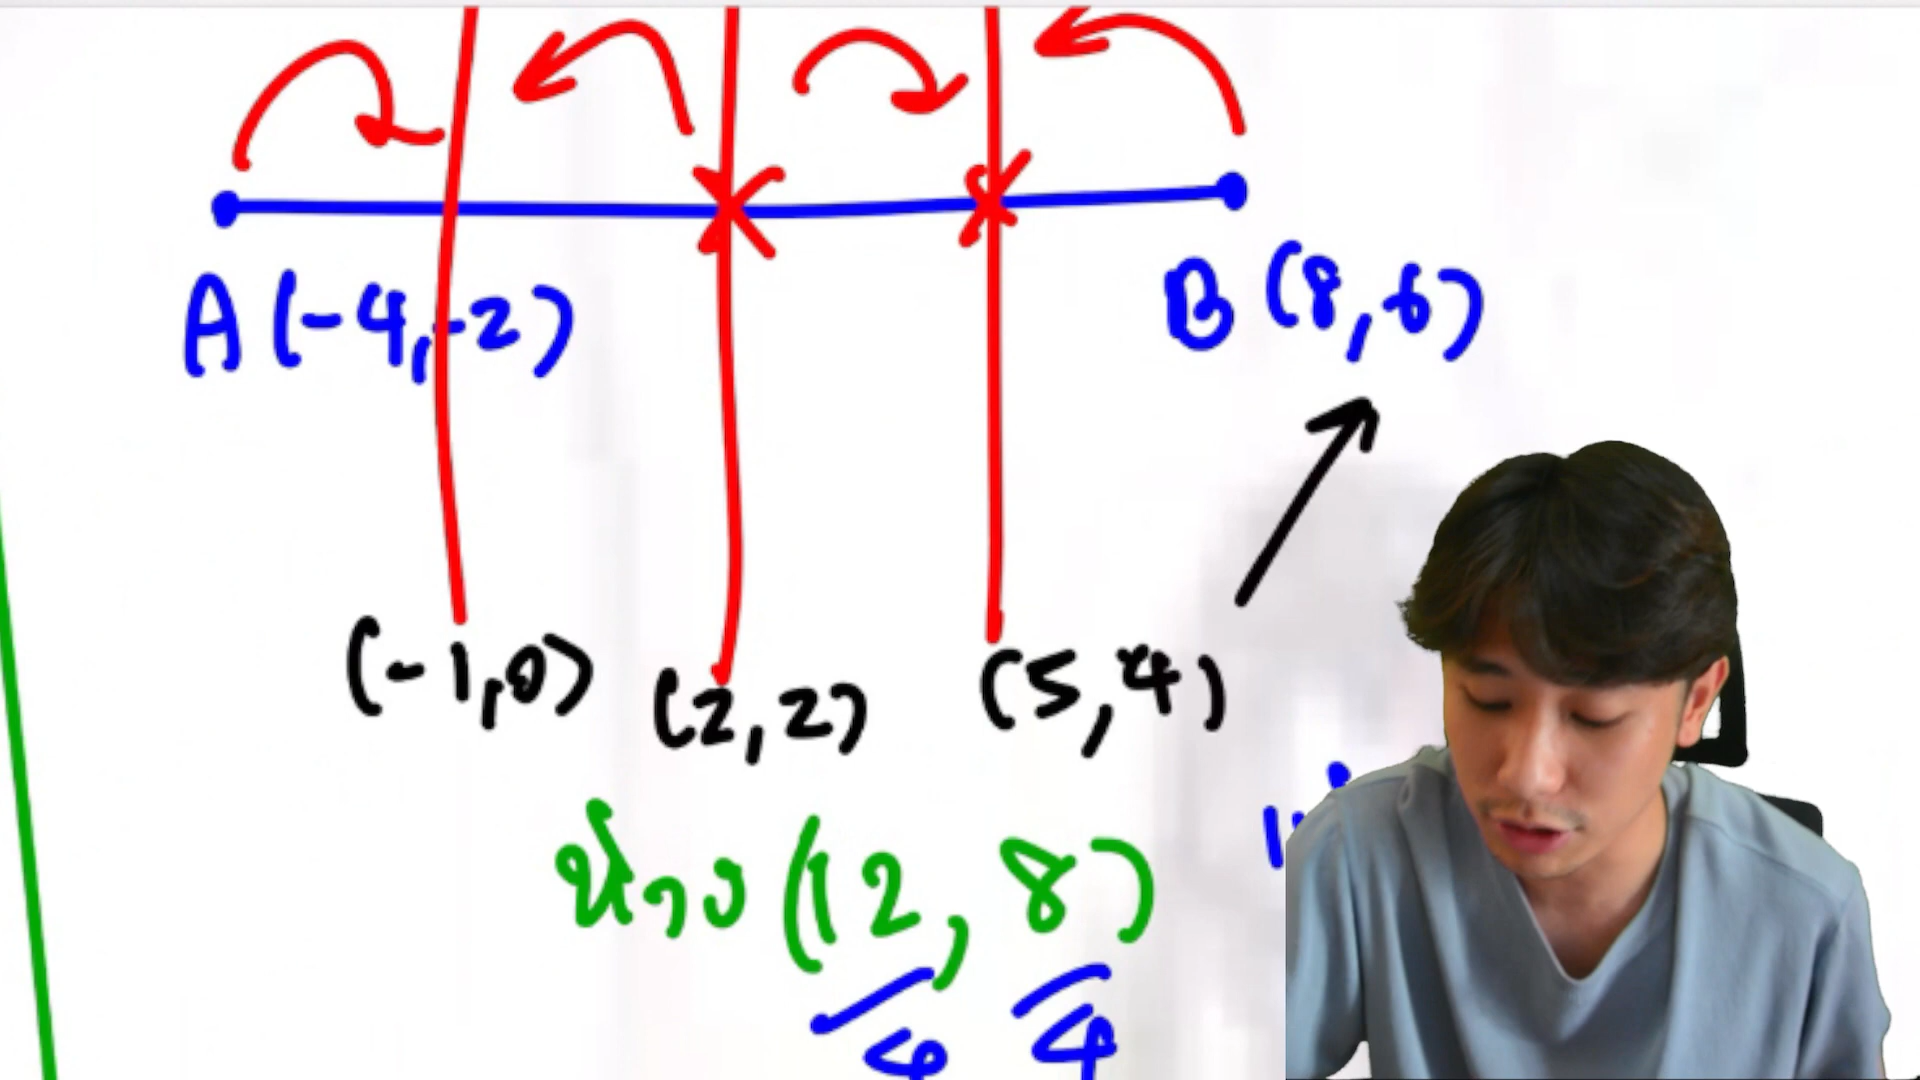 A(-4,-2) B(8,6)
(-1,0) (2,2) (5,4)
ห่าง (12,8)
/4 /4